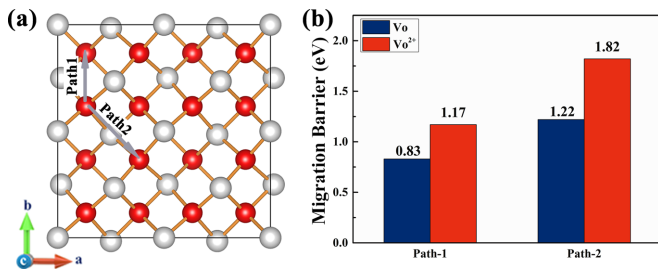 (a)
Path1
Path2
b
c
a
(b)
Migration Barrier (eV)
2.0
1.5
1.0
0.5
0.0
Vo
Vo²⁺
0.83
1.17
1.22
1.82
Path-1
Path-2